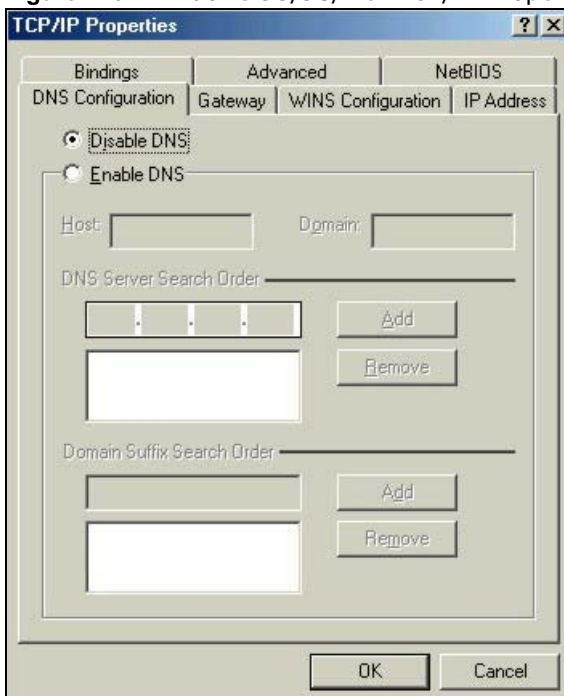 TCP/IP Properties
Bindings Advanced NetBIOS
DNS Configuration Gateway WINS Configuration IP Address
Disable DNS
Enable DNS
Host: Domain:
DNS Server Search Order
Add
Remove
Domain Suffix Search Order
Add
Remove
OK Cancel